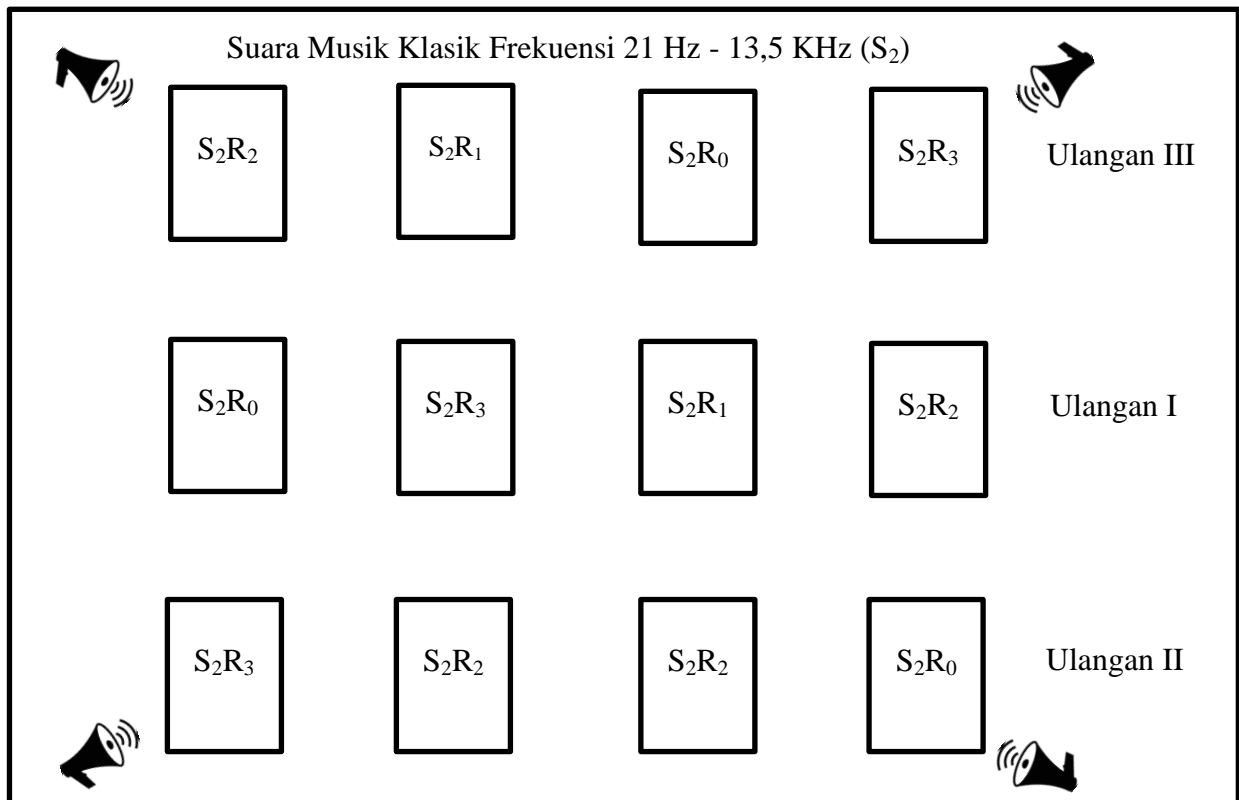 Suara Musik Klasik Frekuensi 21 Hz - 13,5 KHz (S₂)
S₂R₂ S₂R₁ S₂R₀ S₂R₃ Ulangan III
S₂R₀ S₂R₃ S₂R₁ S₂R₂ Ulangan I
S₂R₃ S₂R₂ S₂R₂ S₂R₀ Ulangan II